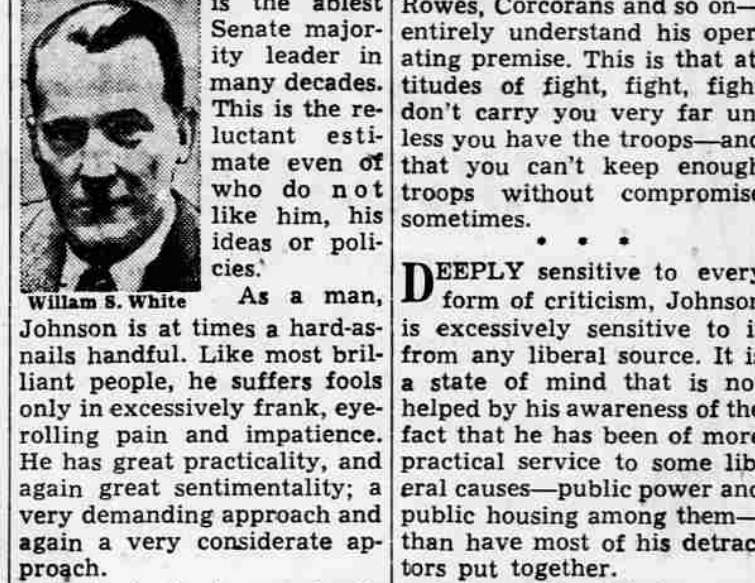 is the ablest
Senate major-
ity leader in
many decades.
This is the re-
luctant esti-
mate even of
who do not
like him, his
ideas or poli-
cies.
Willam S. White
As a man,
Johnson is at times a hard-as-
nails handful. Like most bril-
liant people, he suffers fools
only in excessively frank, eye-
rolling pain and impatience.
He has great practicality, and
again great sentimentality; a
very demanding approach and
again a very considerate ap-
proach.
Rowes, Corcorans and so on—
entirely understand his oper
ating premise. This is that at
titudes of fight, fight, figh
don't carry you very far un
less you have the troops—and
that you can't keep enough
troops without compromise
sometimes.
* * *
DEEPLY sensitive to every
form of criticism, Johnson
is excessively sensitive to i
from any liberal source. It is
a state of mind that is no
helped by his awareness of the
fact that he has been of more
practical service to some lib
eral causes—public power and
public housing among them—
than have most of his detrac
tors put together.